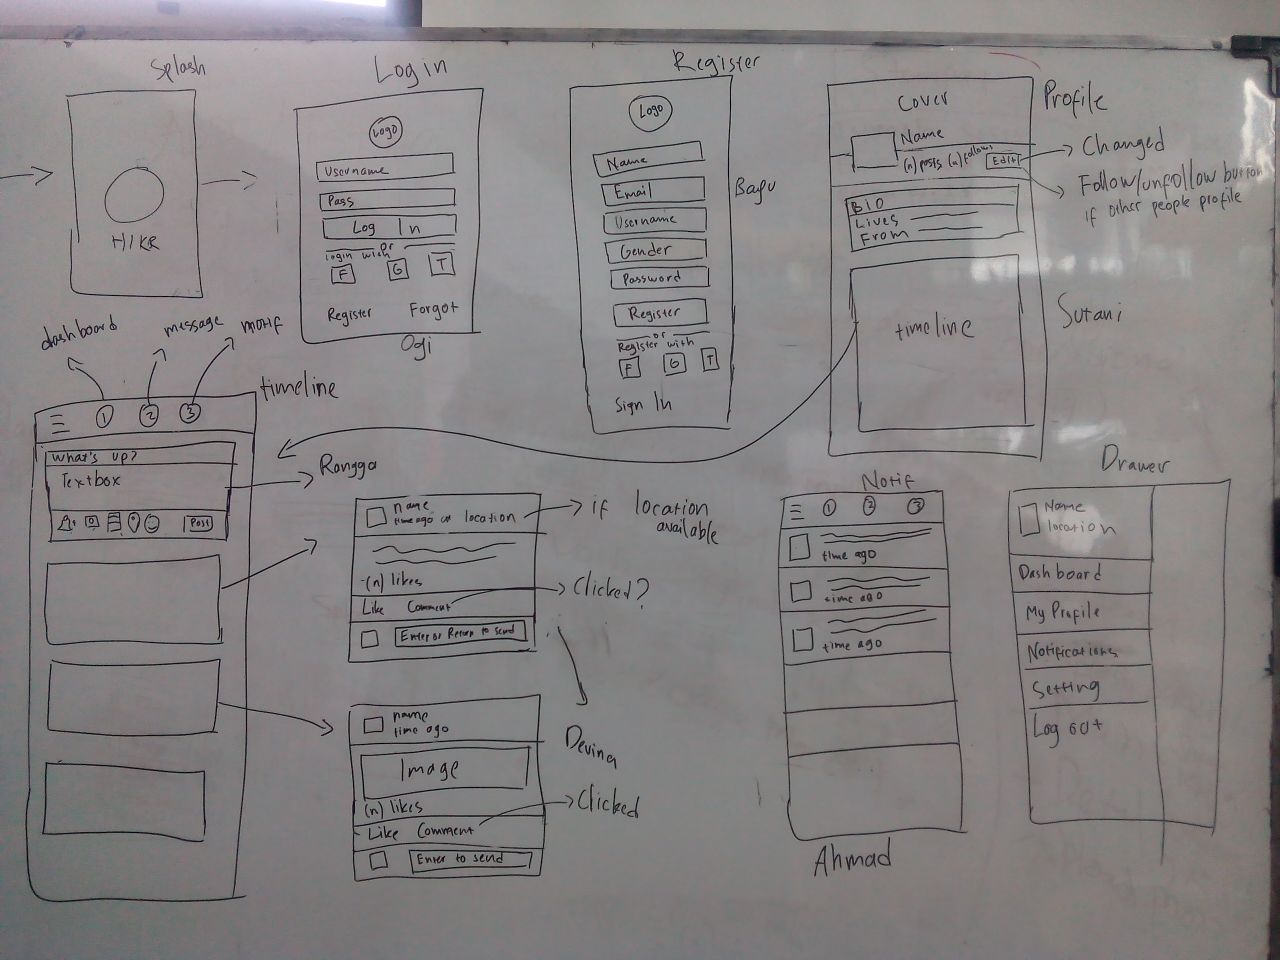 Splash
HIKE
Login
Logo
Username
Pass
Log In
or
login with
F G T
Register Forgot
Ogi
Register
Logo
Name
Email
Username
Gender
Password
Register
or
Register with
F G T
Sign In
Bayu
Profile
Cover
Name
(n) posts (n) follows Edit
Changed
Follow/unfollow button
if other people profile
Bio
Lives
From
timeline
Sutani
dashboard message notif
timeline
1 2 3
What's up?
Textbox
Post
Rangga
name
time ago at location
if location
available
(n) likes
Like Comment
Clicked?
Enter or Return to send
name
time ago
Image
(n) likes
Like Comment
Clicked
Enter to send
Devina
Notif
1 2 3
time ago
time ago
time ago
Ahmad
Drawer
Name
location
Dashboard
My Profile
Notifications
Setting
Log out